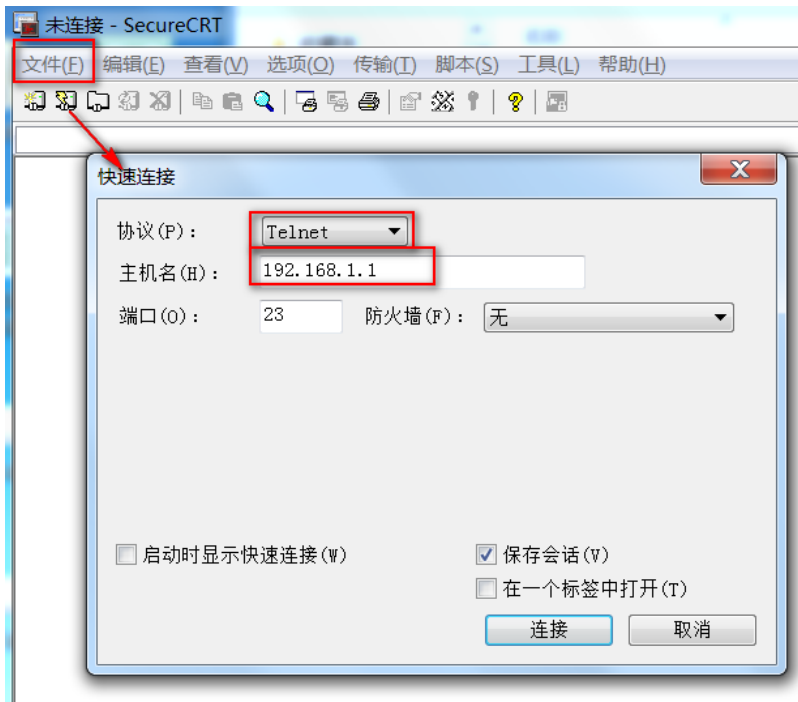 未连接 - SecureCRT
文件(F) 编辑(E) 查看(V) 选项(O) 传输(T) 脚本(S) 工具(L) 帮助(H)
快速连接
协议(P): Telnet
主机名(H): 192.168.1.1
端口(O): 23 防火墙(F): 无
启动时显示快速连接(W) 保存会话(V)
在一个标签中打开(T)
连接 取消